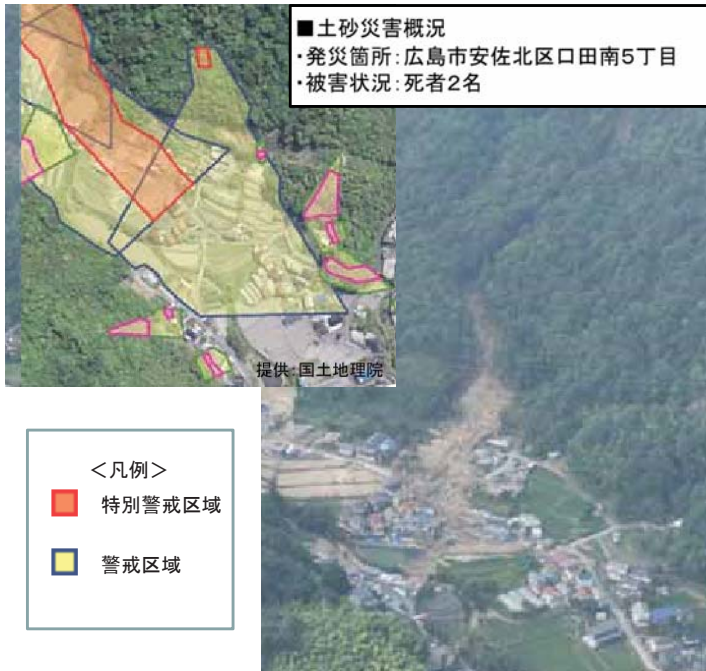 ■土砂災害概況
・発災箇所：広島市安佐北区口田南5丁目
・被害状況：死者2名
提供：国土地理院
＜凡例＞
特別警戒区域
警戒区域